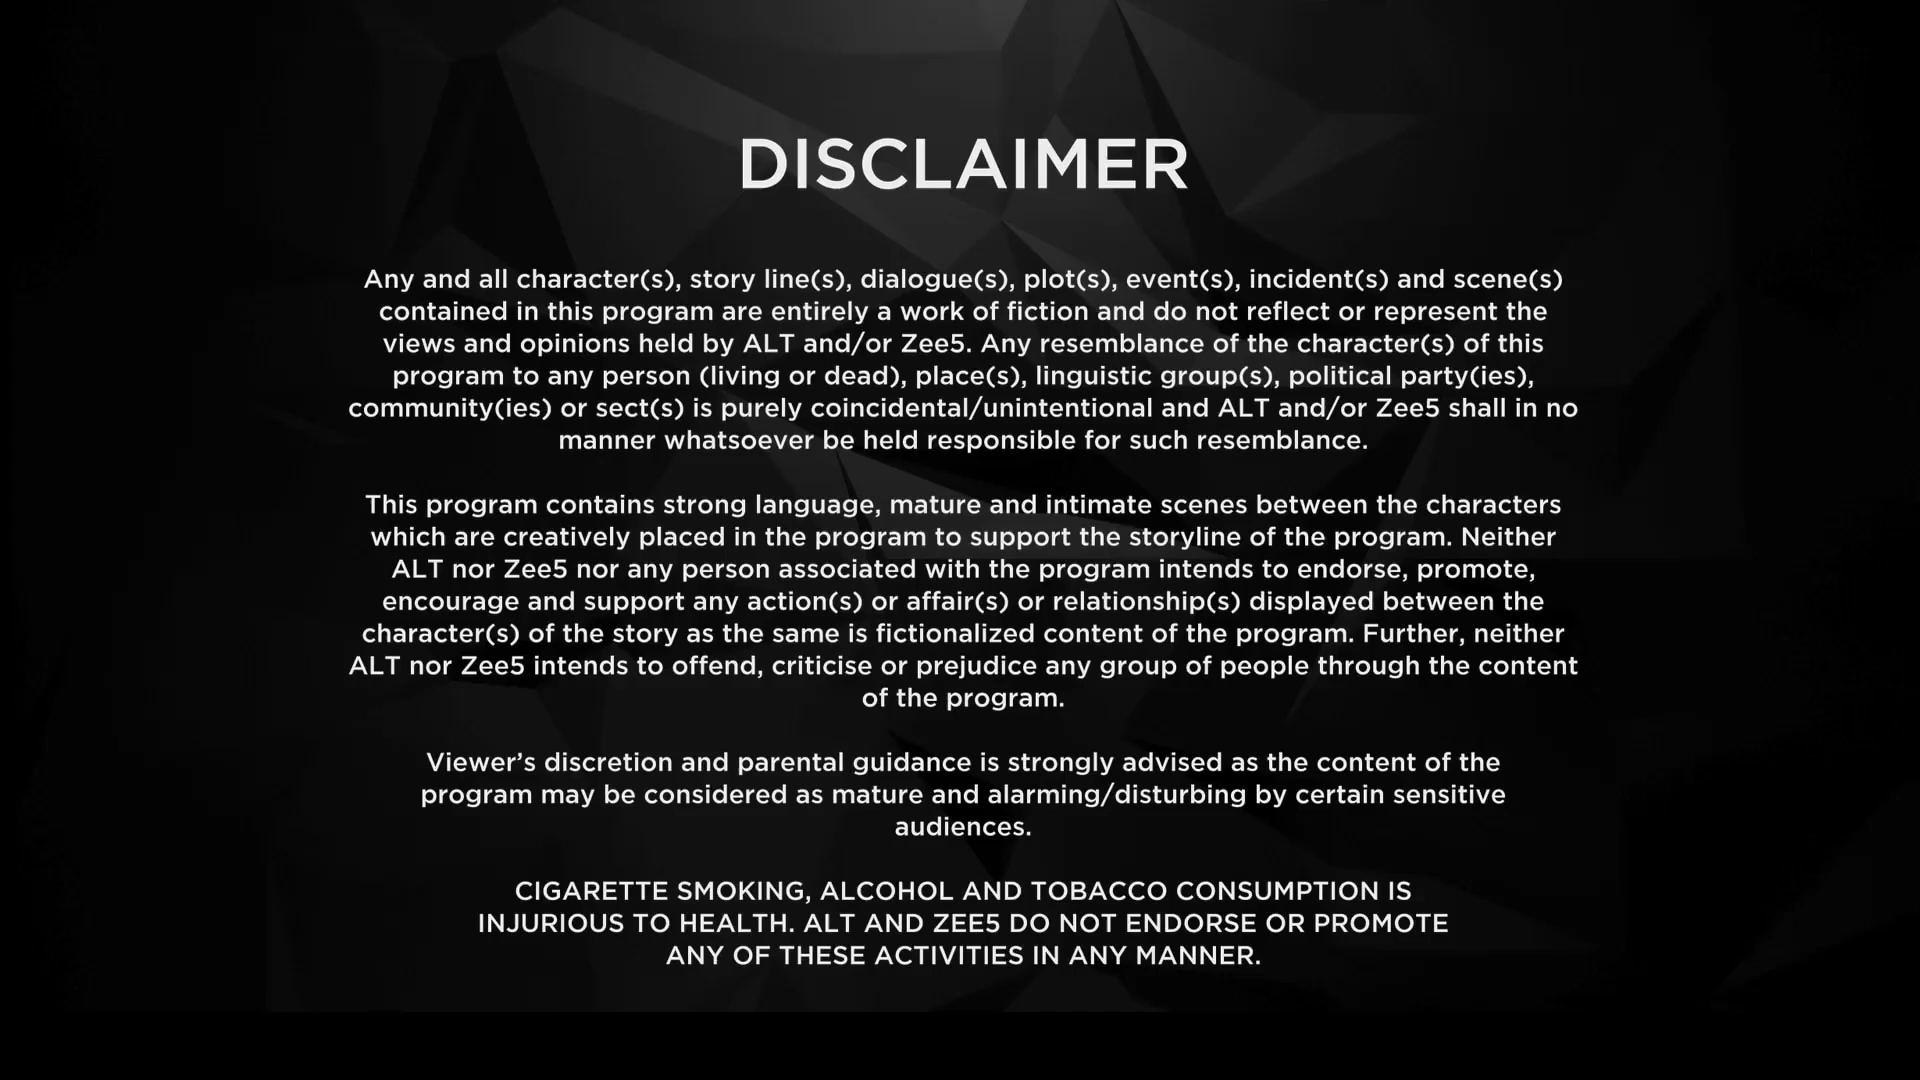 DISCLAIMER
Any and all character(s), story line(s), dialogue(s), plot(s), event(s), incident(s) and scene(s)
contained in this program are entirely a work of fiction and do not reflect or represent the
views and opinions held by ALT and/or Zee5. Any resemblance of the character(s) of this
program to any person (living or dead), place(s), linguistic group(s), political party(ies),
community(ies) or sect(s) is purely coincidental/unintentional and ALT and/or Zee5 shall in no
manner whatsoever be held responsible for such resemblance.
This program contains strong language, mature and intimate scenes between the characters
which are creatively placed in the program to support the storyline of the program. Neither
ALT nor Zee5 nor any person associated with the program intends to endorse, promote,
encourage and support any action(s) or affair(s) or relationship(s) displayed between the
character(s) of the story as the same is fictionalized content of the program. Further, neither
ALT nor Zee5 intends to offend, criticise or prejudice any group of people through the content
of the program.
Viewer’s discretion and parental guidance is strongly advised as the content of the
program may be considered as mature and alarming/disturbing by certain sensitive
audiences.
CIGARETTE SMOKING, ALCOHOL AND TOBACCO CONSUMPTION IS
INJURIOUS TO HEALTH. ALT AND ZEE5 DO NOT ENDORSE OR PROMOTE
ANY OF THESE ACTIVITIES IN ANY MANNER.